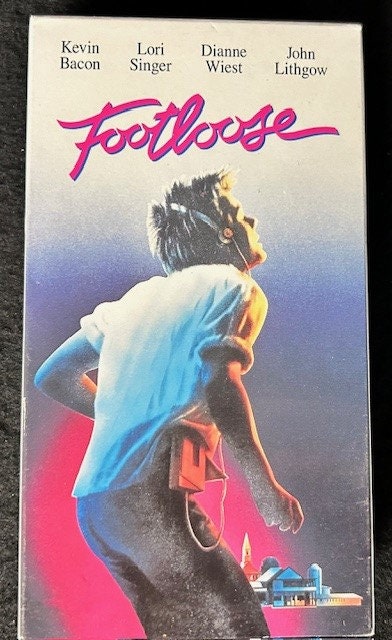 Kevin Lori Dianne John
Bacon Singer Wiest Lithgow
Footloose